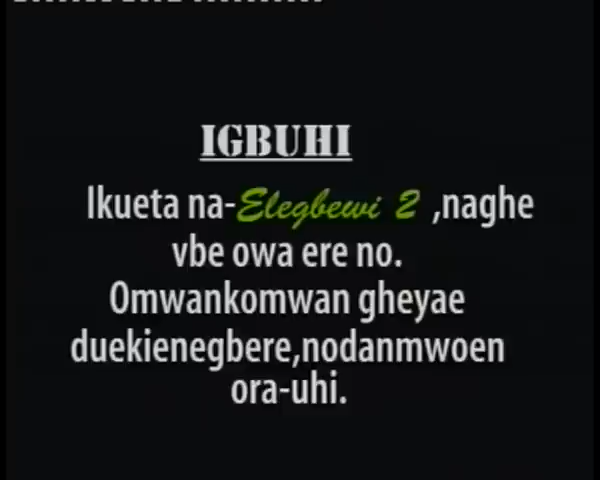 IGBUHI
Ikueta na-Elegbewi 2 ,naghe
vbe owa ere no.
Omwankomwan gheyae
duekienegbere,nodanmwoen
ora-uhi.